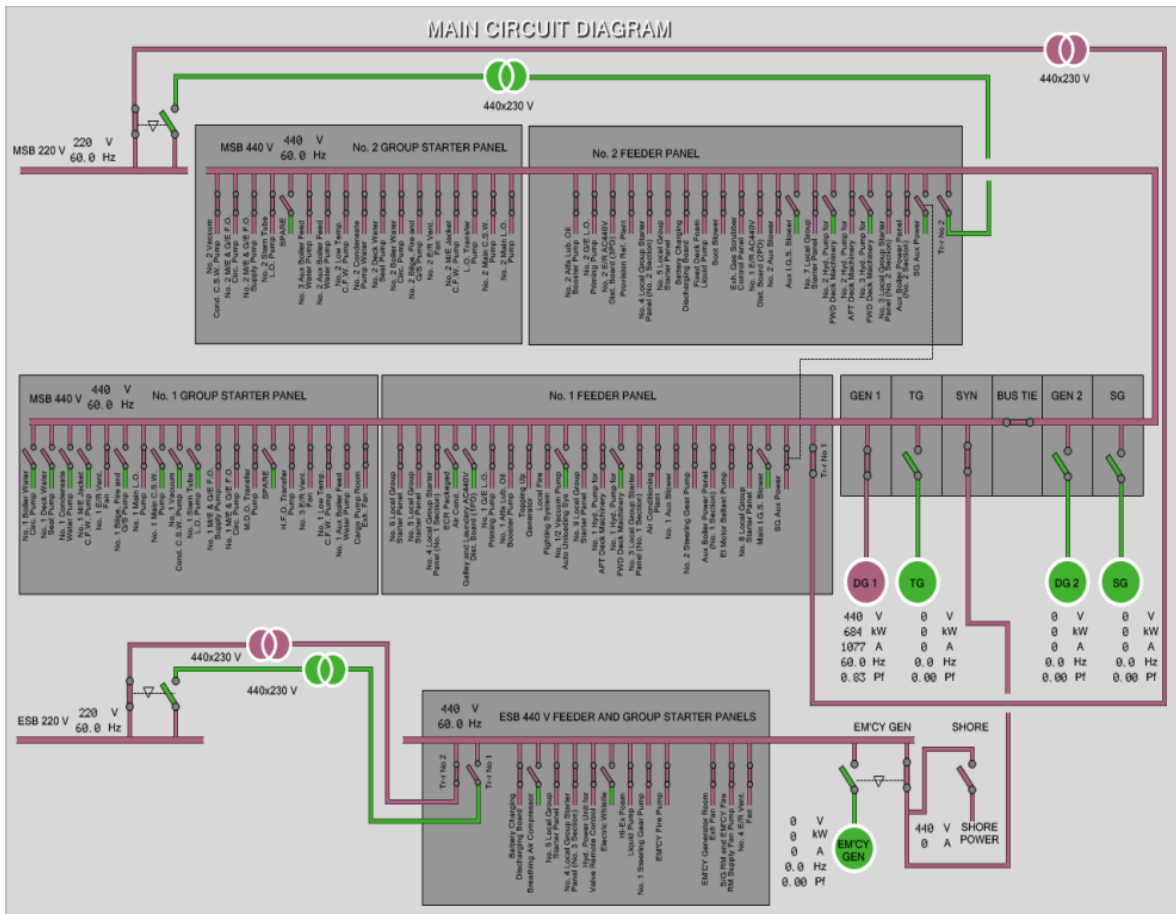 MAIN CIRCUIT DIAGRAM
440x230 V
440x230 V
MSB 220 V
220 V
60.0 Hz
MSB 440 V
440 V
60.0 Hz
No. 2 GROUP STARTER PANEL
No. 2 FEEDER PANEL
No. 2 Vacuum
Cond. C.S.W. Pump
No. 2 M/E & G/E F.O.
Circ. Pump
No. 2 M/E & G/E F.O.
Supply Pump
No. 2 Stern Tube
L.O. Pump
SPARE
No. 3 Aux Boiler Feed
Water Pump
No. 2 Aux Boiler Feed
Water Pump
No. 2 Low Temp.
C.F.W. Pump
No. 2 Condensate
Pump Water
No. 2 Deck Water
Seal Pump
No. 2 Boiler Water
Circ. Pump
No. 2 Bilge, Fire and
G/S Pump
No. 2 E/R Vent.
Fan
No. 2 M/E Jacket
C.F.W. Pump
L.O. Transfer
Pump
No. 2 Main C.S.W.
Pump
No. 2 Main L.O.
Pump
No. 2 Alfa Lub. Oil
Booster Pump
No. 2 G/E L.O.
Priming Pump
No. 2 E/R AC440V
Dist. Board (3PD)
Provision Ref. Plant
No. 4 Local Group Starter
Panel (No. 2 Section)
No. 5 Local Group
Starter Panel
Battery Charging
Discharging Board
Fixed Deck Foam
Liquid Pump
Soot Blower
Exh. Gas Scrubber
Control Panel
No. 1 E/R AC440V
Dist. Board (2PD)
No. 2 Aux Blower
Aux I.G.S. Blower
No. 7 Local Group
Starter Panel
No. 2 Hyd. Pump for
FWD Deck Machinery
No. 2 Hyd. Pump for
AFT Deck Machinery
No. 3 Hyd. Pump for
FWD Deck Machinery
No. 3 Local Group Starter
Panel (No. 2 Section)
Aux Boiler Power Panel
(No. 2 Section)
SG Aux Power
Tr-r No. 2
MSB 440 V
440 V
60.0 Hz
No. 1 GROUP STARTER PANEL
No. 1 FEEDER PANEL
GEN 1
TG
SYN
BUS TIE
GEN 2
SG
No. 1 Boiler Water
Circ. Pump
No. 1 Deck Water
Seal Pump
No. 1 Condensate
Water Pump
No. 1 M/E Jacket
C.F.W. Pump
No. 1 E/R Vent.
Fan
No. 1 Bilge, Fire and
G/S Pump
No. 1 Main L.O.
Pump
No. 1 Main C.S.W.
Pump
No. 1 Vacuum
Cond. C.S.W. Pump
No. 1 Stern Tube
L.O. Pump
No. 1 M/E & G/E F.O.
Supply Pump
No. 1 M/E & G/E F.O.
Circ. Pump
M.D.O. Transfer
Pump
SPARE
H.F.O. Transfer
Pump
No. 3 E/R Vent.
Fan
No. 1 Low Temp.
C.F.W. Pump
No. 1 Aux Boiler Feed
Water Pump
Cargo Pump Room
Exh. Fan
No. 6 Local Group
Starter Panel
No. 5 Local Group
Starter Panel
No. 4 Local Group Starter
Panel (No. 1 Section)
ECR Packaged
Air Cond.
Galley and Laundry AC440V
Dist. Board (1PD)
No. 1 G/E L.O.
Priming Pump
No. 1 Alfa Lub. Oil
Booster Pump
Topping Up
Generator
Local Fire
Fighting System
No. 1/2 Vacuum Pump
Auto Unloading Sys
No. 9 Local Group
Starter Panel
No. 1 Hyd. Pump for
AFT Deck Machinery
No. 1 Hyd. Pump for
FWD Deck Machinery
No. 3 Local Group Starter
Panel (No. 1 Section)
Air Conditioning
Plant
No. 1 Aux Blower
No. 2 Steering Gear Pump
Aux Boiler Power Panel
(No. 1 Section)
El Motor Ballast Pump
No. 8 Local Group
Starter Panel
Main I.G.S. Blower
SG Aux Power
Tr-r No 1
DG 1
TG
DG 2
SG
440 V
684 kW
1077 A
60.0 Hz
0.83 Pf
0 V
0 kW
0 A
0.0 Hz
0.00 Pf
0 V
0 kW
0 A
0.0 Hz
0.00 Pf
0 V
0 kW
0 A
0.0 Hz
0.00 Pf
440x230 V
440x230 V
ESB 220 V
220 V
60.0 Hz
440 V
60.0 Hz
ESB 440 V FEEDER AND GROUP STARTER PANELS
Tr-r No 2
Tr-r No 1
Battery Charging
Discharging Board
Breathing Air Compressor
No. 5 Local Group
Starter Panel
No. 4 Local Group Starter
Panel (No. 3 Section)
Hyd. Power Unit for
Valve Remote Control
Electric Whistle
Hi-Ex Foam
Liquid Pump
No. 1 Steering Gear Pump
EM'CY Fire Pump
EM'CY Generator Room
Exh Fan
S/G RM and EM'CY Fire
RM Supply Fan Pump
No. 4 E/R Vent.
Fan
EM'CY GEN
SHORE
EM'CY
GEN
0 V
0 kW
0 A
0.0 Hz
0.00 Pf
440 V
0 A
SHORE
POWER